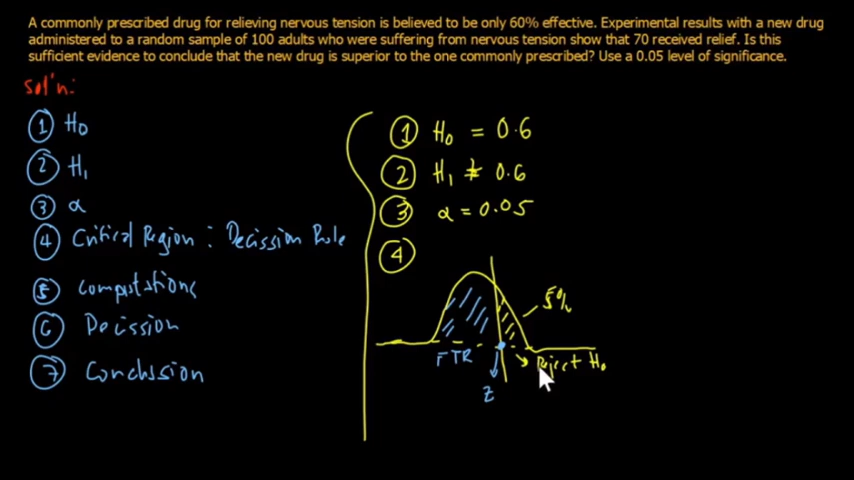 A commonly prescribed drug for relieving nervous tension is believed to be only 60% effective. Experimental results with a new drug
administered to a random sample of 100 adults who were suffering from nervous tension show that 70 received relief. Is this
sufficient evidence to conclude that the new drug is superior to the one commonly prescribed? Use a 0.05 level of significance.
Sol'n:
① H₀
② H₁
③ α
④ Critical Region : Decission Rule
⑤ Computations
⑥ Decission
⑦ Conclussion
① H₀ = 0.6
② H₁ ≠ 0.6
③ α = 0.05
④
5%
FTR
Reject H₀
Z